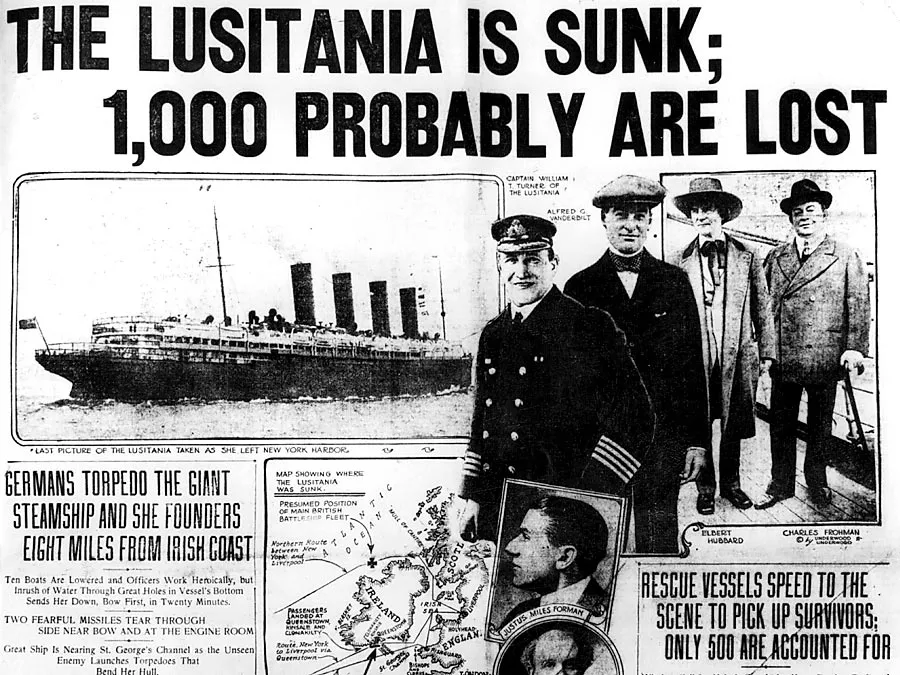 THE LUSITANIA IS SUNK;
1,000 PROBABLY ARE LOST
CAPTAIN WILLIAM
T. TURNER OF
THE LUSITANIA
ALFRED G.
VANDERBILT
LAST PICTURE OF THE LUSITANIA TAKEN AS SHE LEFT NEW YORK HARBOR.
ELBERT
HUBBARD
CHARLES FROHMAN
© by UNDERWOOD &
UNDERWOOD
GERMANS TORPEDO THE GIANT
STEAMSHIP AND SHE FOUNDERS
EIGHT MILES FROM IRISH COAST
Ten Boats Are Lowered and Officers Work Heroically, but
Inrush of Water Through Great Holes in Vessel's Bottom
Sends Her Down, Bow First, in Twenty Minutes.
TWO FEARFUL MISSILES TEAR THROUGH
SIDE NEAR BOW AND AT THE ENGINE ROOM
Great Ship Is Nearing St. George's Channel as the Unseen
Enemy Launches Torpedoes That
Bend Her Hull.
MAP SHOWING WHERE
THE LUSITANIA
WAS SUNK.
PRESUMED POSITION
OF MAIN BRITISH
BATTLESHIP FLEET
ATLANTIC
OCEAN
Northern Route
between New
York and
Liverpool
PASSENGERS
LANDED AT
QUEENSTOWN,
KINSALE AND
CLONAKILTY
Route, New York
to Liverpool via
Queenstown
IRELAND
IRISH
SEA
SCOT
ENGLAN
LIVERPOOL
HOLYHEAD
QUEENSTOWN
FISHGUARD
JUSTUS MILES FORMAN
RESCUE VESSELS SPEED TO THE
SCENE TO PICK UP SURVIVORS;
ONLY 500 ARE ACCOUNTED FOR